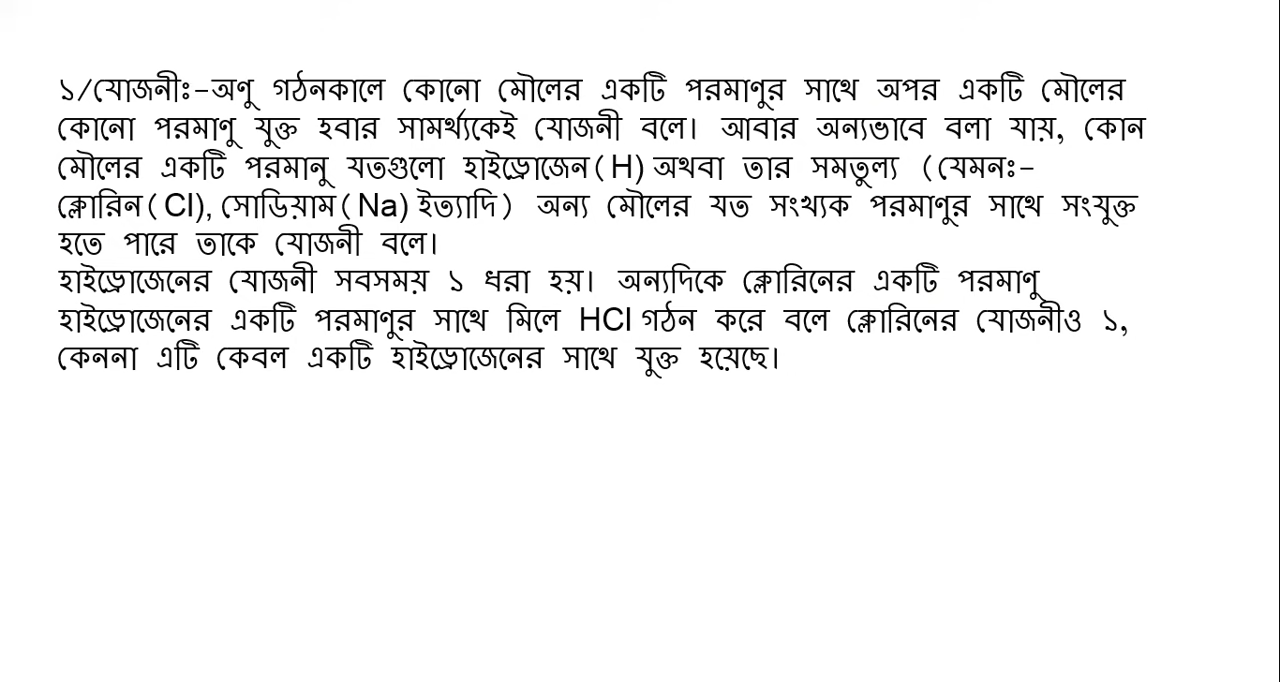 ১/যোজনীঃ-অণু গঠনকালে কোনো মৌলের একটি পরমাণুর সাথে অপর একটি মৌলের
কোনো পরমাণু যুক্ত হবার সামর্থ্যকেই যোজনী বলে। আবার অন্যভাবে বলা যায়, কোন
মৌলের একটি পরমানু যতগুলো হাইড্রোজেন(H) অথবা তার সমতুল্য (যেমনঃ-
ক্লোরিন(Cl), সোডিয়াম(Na) ইত্যাদি) অন্য মৌলের যত সংখ্যক পরমাণুর সাথে সংযুক্ত
হতে পারে তাকে যোজনী বলে।
হাইড্রোজেনের যোজনী সবসময় ১ ধরা হয়। অন্যদিকে ক্লোরিনের একটি পরমাণু
হাইড্রোজেনের একটি পরমাণুর সাথে মিলে HCl গঠন করে বলে ক্লোরিনের যোজনীও ১,
কেননা এটি কেবল একটি হাইড্রোজেনের সাথে যুক্ত হয়েছে।